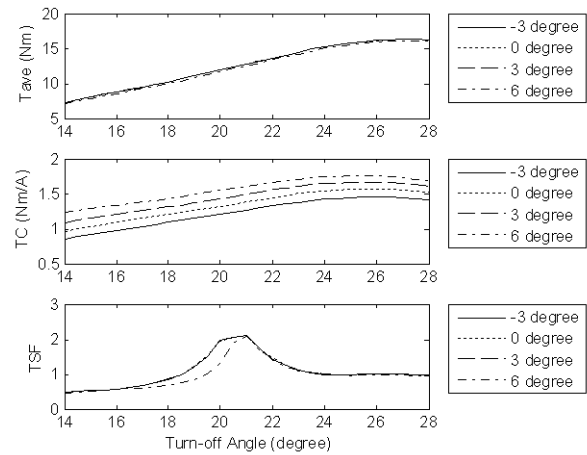 Tave (Nm)
20
15
10
5
14 16 18 20 22 24 26 28
-3 degree
0 degree
3 degree
6 degree
TC (Nm/A)
2
1.5
1
0.5
14 16 18 20 22 24 26 28
-3 degree
0 degree
3 degree
6 degree
TSF
3
2
1
0
14 16 18 20 22 24 26 28
Turn-off Angle (degree)
-3 degree
0 degree
3 degree
6 degree